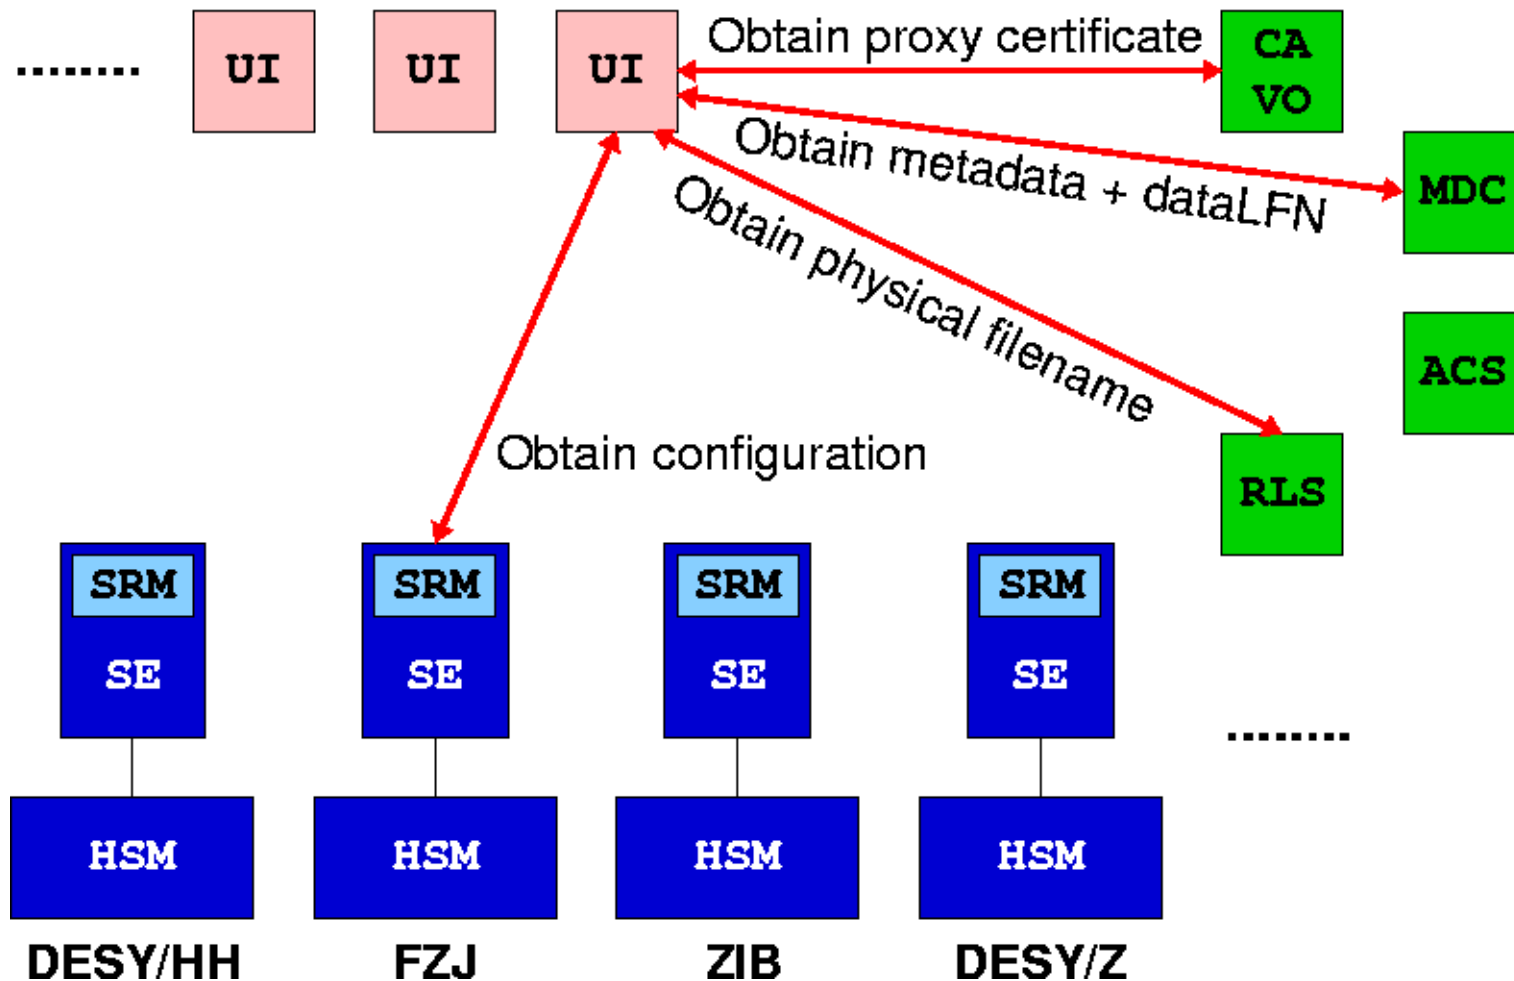 ........ UI UI UI Obtain proxy certificate CA
VO
Obtain metadata + dataLFN MDC
Obtain physical filename
ACS
Obtain configuration RLS
SRM SRM SRM SRM
SE SE SE SE
........
HSM HSM HSM HSM
DESY/HH FZJ ZIB DESY/Z